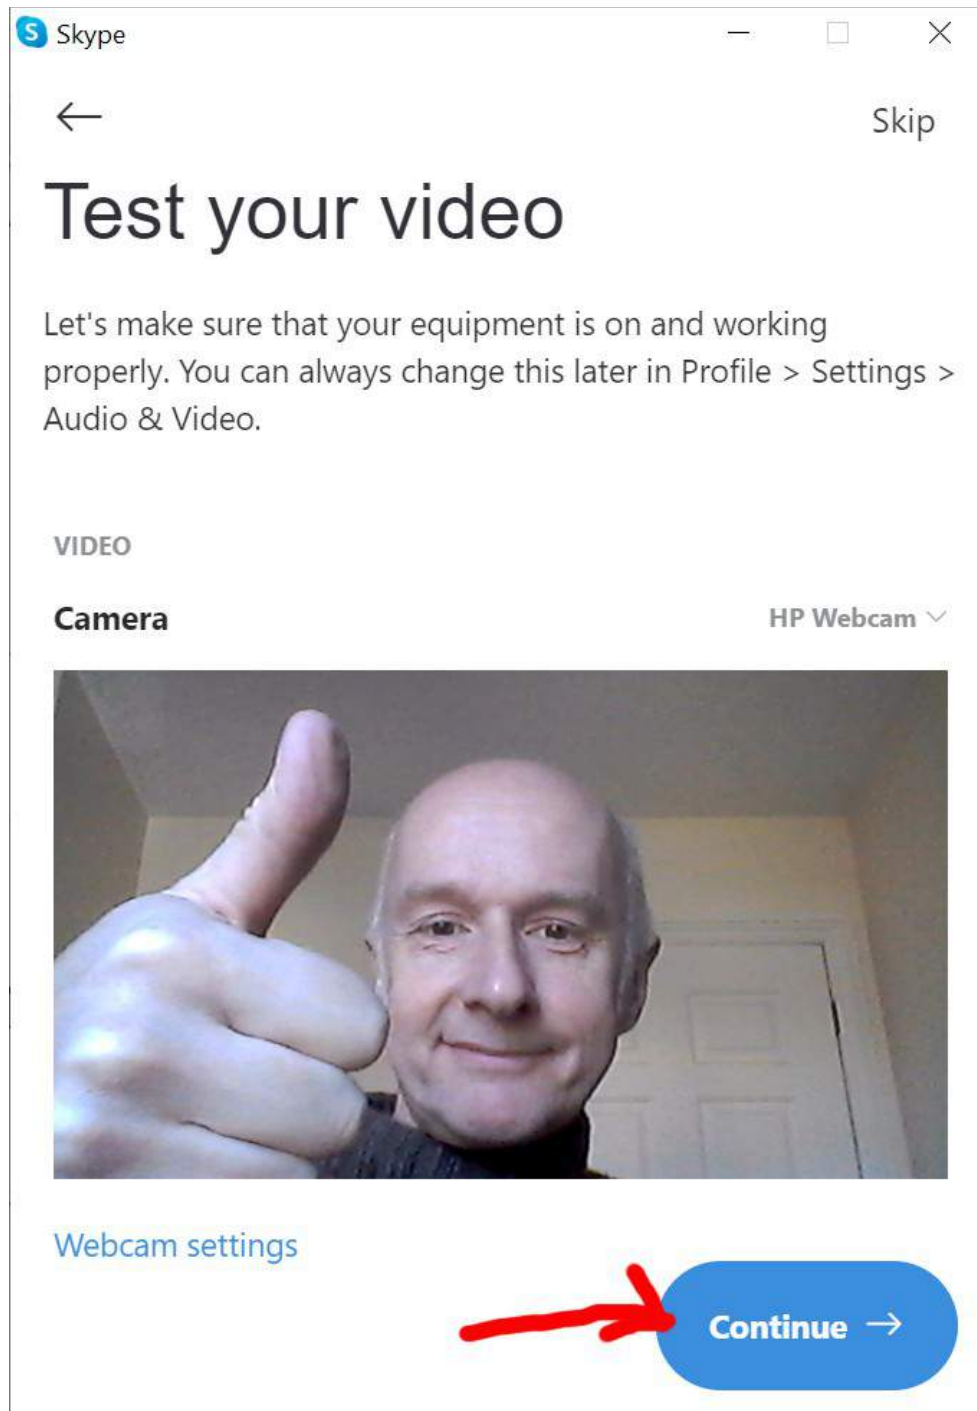 Skype
Skip
Test your video
Let's make sure that your equipment is on and working
properly. You can always change this later in Profile > Settings >
Audio & Video.
VIDEO
Camera
HP Webcam
Webcam settings
Continue